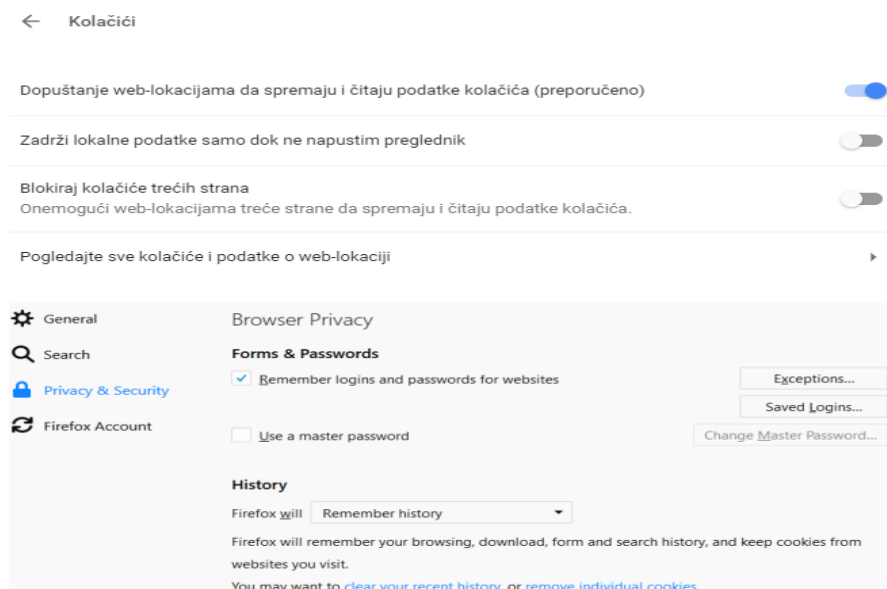 Kolačići
Dopuštanje web-lokacijama da spremaju i čitaju podatke kolačića (preporučeno)
Zadrži lokalne podatke samo dok ne napustim preglednik
Blokiraj kolačiće trećih strana
Onemogući web-lokacijama treće strane da spremaju i čitaju podatke kolačića.
Pogledajte sve kolačiće i podatke o web-lokaciji
General
Search
Privacy & Security
Firefox Account
Browser Privacy
Forms & Passwords
Remember logins and passwords for websites
Exceptions...
Saved Logins...
Use a master password
Change Master Password...
History
Firefox will Remember history
Firefox will remember your browsing, download, form and search history, and keep cookies from
websites you visit.
You may want to clear your recent history, or remove individual cookies.